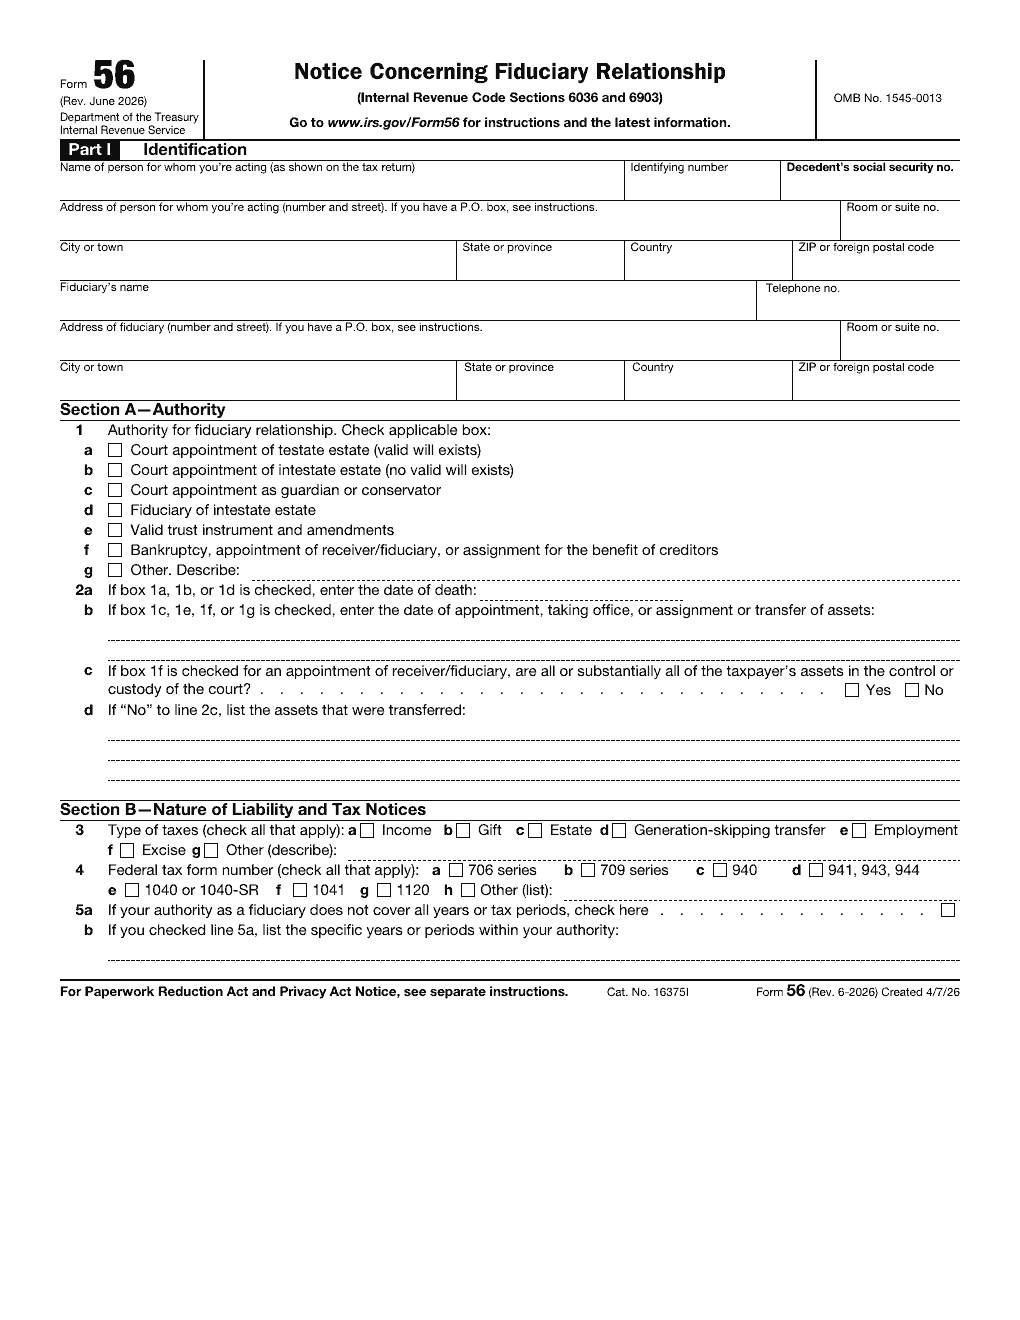 Form 56
(Rev. June 2026)
Department of the Treasury
Internal Revenue Service
Notice Concerning Fiduciary Relationship
(Internal Revenue Code Sections 6036 and 6903)
Go to www.irs.gov/Form56 for instructions and the latest information.
OMB No. 1545-0013
Part I Identification
Name of person for whom you’re acting (as shown on the tax return) Identifying number Decedent's social security no.
Address of person for whom you’re acting (number and street). If you have a P.O. box, see instructions. Room or suite no.
City or town State or province Country ZIP or foreign postal code
Fiduciary’s name Telephone no.
Address of fiduciary (number and street). If you have a P.O. box, see instructions. Room or suite no.
City or town State or province Country ZIP or foreign postal code
Section A—Authority
1 Authority for fiduciary relationship. Check applicable box:
a Court appointment of testate estate (valid will exists)
b Court appointment of intestate estate (no valid will exists)
c Court appointment as guardian or conservator
d Fiduciary of intestate estate
e Valid trust instrument and amendments
f Bankruptcy, appointment of receiver/fiduciary, or assignment for the benefit of creditors
g Other. Describe:
2a If box 1a, 1b, or 1d is checked, enter the date of death:
b If box 1c, 1e, 1f, or 1g is checked, enter the date of appointment, taking office, or assignment or transfer of assets:
c If box 1f is checked for an appointment of receiver/fiduciary, are all or substantially all of the taxpayer’s assets in the control or
custody of the court? . . . . . . . . . . . . . . . . . . . . . . . . . . . . . Yes No
d If “No” to line 2c, list the assets that were transferred:
Section B—Nature of Liability and Tax Notices
3 Type of taxes (check all that apply): a Income b Gift c Estate d Generation-skipping transfer e Employment
f Excise g Other (describe):
4 Federal tax form number (check all that apply): a 706 series b 709 series c 940 d 941, 943, 944
e 1040 or 1040-SR f 1041 g 1120 h Other (list):
5a If your authority as a fiduciary does not cover all years or tax periods, check here . . . . . . . . . . . . . .
b If you checked line 5a, list the specific years or periods within your authority:
For Paperwork Reduction Act and Privacy Act Notice, see separate instructions. Cat. No. 16375I Form 56 (Rev. 6-2026) Created 4/7/26